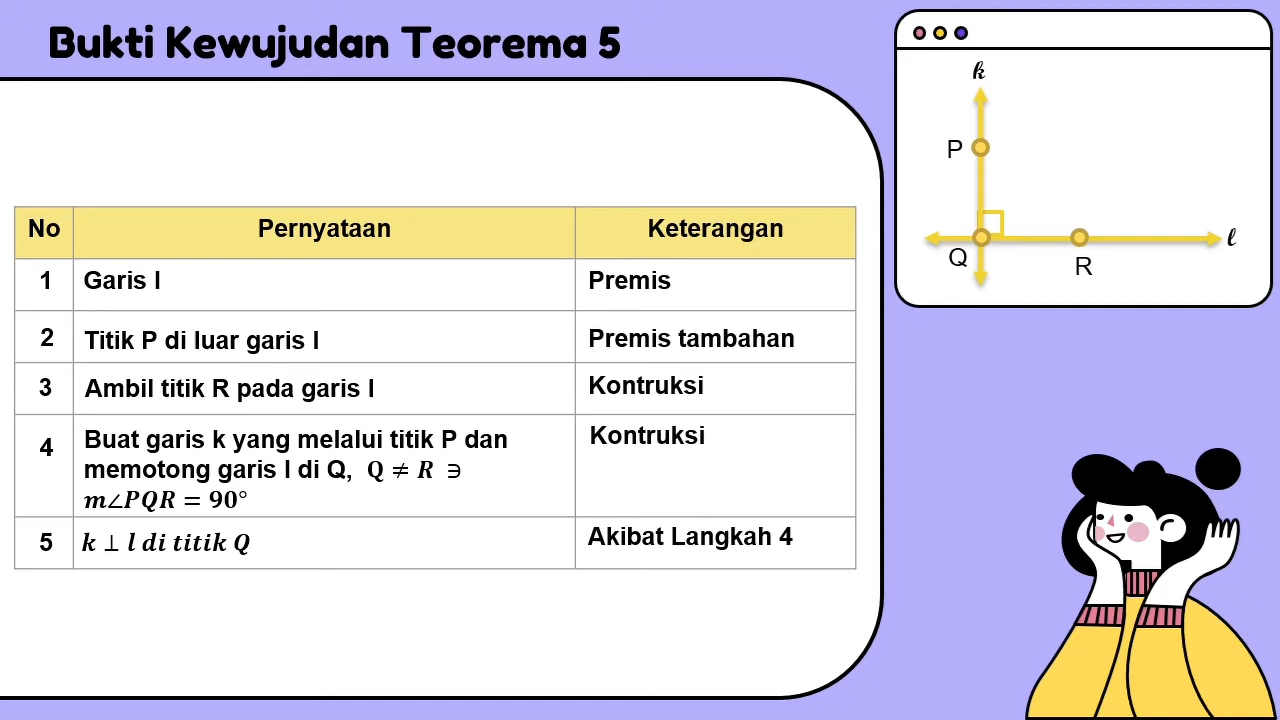 Bukti Kewujudan Teorema 5
No Pernyataan Keterangan
1 Garis l Premis
2 Titik P di luar garis l Premis tambahan
3 Ambil titik R pada garis l Kontruksi
4 Buat garis k yang melalui titik P dan Kontruksi
memotong garis l di Q, Q ≠ R ∋
m∠PQR = 90°
5 k ⊥ l di titik Q Akibat Langkah 4
k
P
ℓ
Q
R